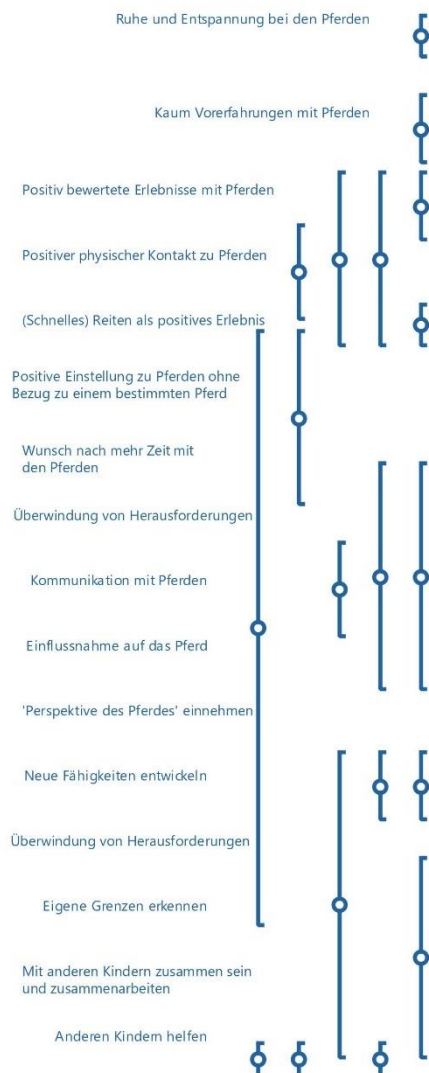 Ruhe und Entspannung bei den Pferden
Kaum Vorerfahrungen mit Pferden
Positiv bewertete Erlebnisse mit Pferden
Positiver physischer Kontakt zu Pferden
(Schnelles) Reiten als positives Erlebnis
Positive Einstellung zu Pferden ohne
Bezug zu einem bestimmten Pferd
Wunsch nach mehr Zeit mit
den Pferden
Überwindung von Herausforderungen
Kommunikation mit Pferden
Einflussnahme auf das Pferd
'Perspektive des Pferdes' einnehmen
Neue Fähigkeiten entwickeln
Überwindung von Herausforderungen
Eigene Grenzen erkennen
Mit anderen Kindern zusammen sein
und zusammenarbeiten
Anderen Kindern helfen